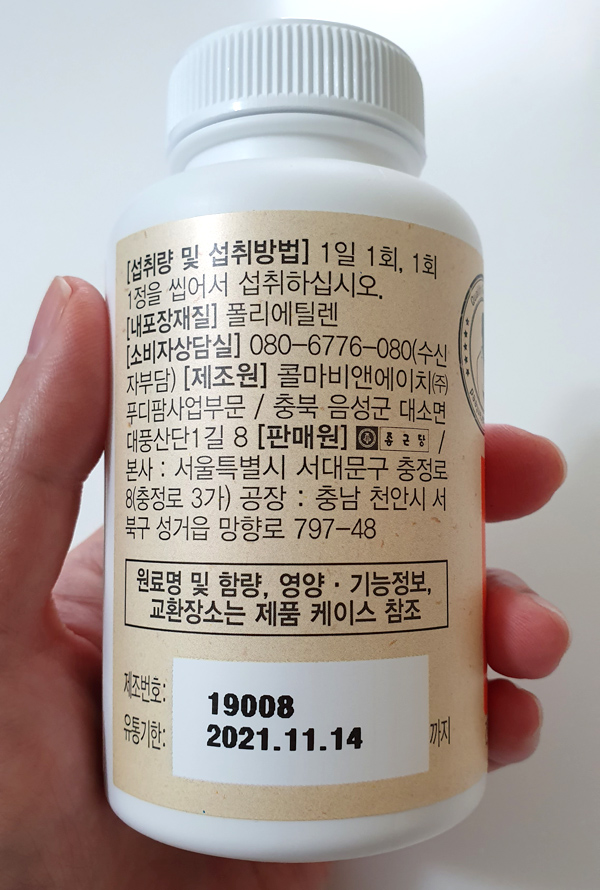 [섭취량 및 섭취방법] 1일 1회, 1회
1정을 씹어서 섭취하십시오.
[내포장재질] 폴리에틸렌
[소비자상담실] 080-6776-080(수신
자부담) [제조원] 콜마비앤에이치㈜
푸디팜사업부문 / 충북 음성군 대소면
대풍산단1길 8 [판매원] 종근당 /
본사 : 서울특별시 서대문구 충정로
8(충정로 3가) 공장 : 충남 천안시 서
북구 성거읍 망향로 797-48
원료명 및 함량, 영양 · 기능정보,
교환장소는 제품 케이스 참조
제조번호: 19008
유통기한: 2021.11.14 까지